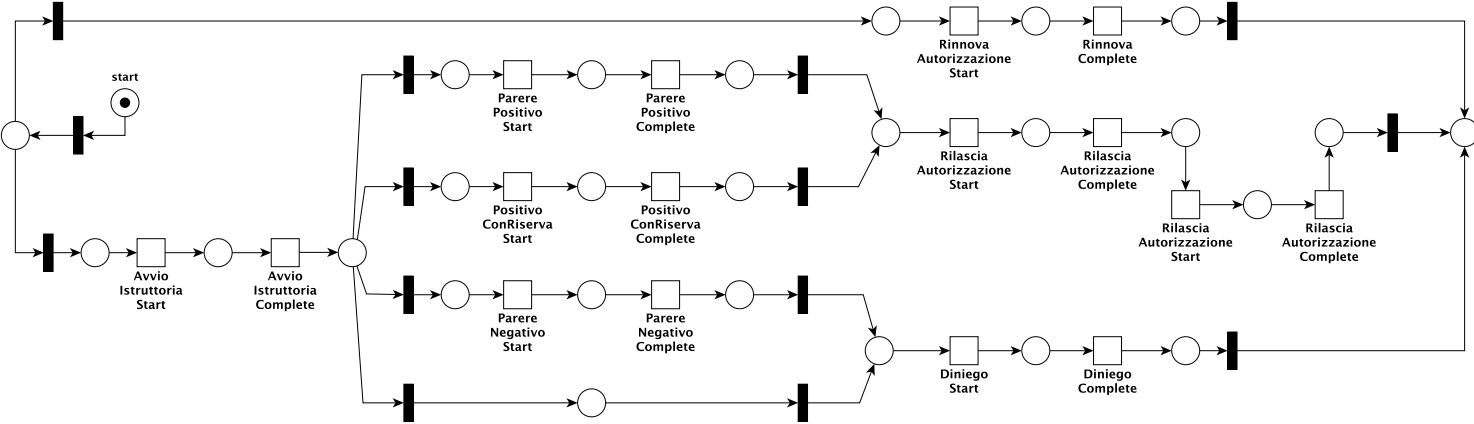 start
Rinnova
Autorizzazione
Start
Rinnova
Complete
Parere
Positivo
Start
Parere
Positivo
Complete
Rilascia
Autorizzazione
Start
Rilascia
Autorizzazione
Complete
Positivo
ConRiserva
Start
Positivo
ConRiserva
Complete
Rilascia
Autorizzazione
Start
Rilascia
Autorizzazione
Complete
Avvio
Istruttoria
Start
Avvio
Istruttoria
Complete
Parere
Negativo
Start
Parere
Negativo
Complete
Diniego
Start
Diniego
Complete